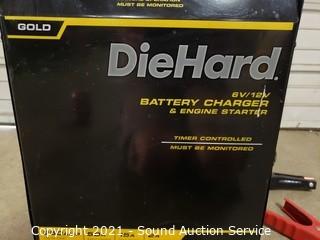 MUST BE MONITORED
GOLD
DieHard
6V/12V
BATTERY CHARGER
& ENGINE STARTER
TIMER CONTROLLED
MUST BE MONITORED
Copyright 2021 - Sound Auction Service